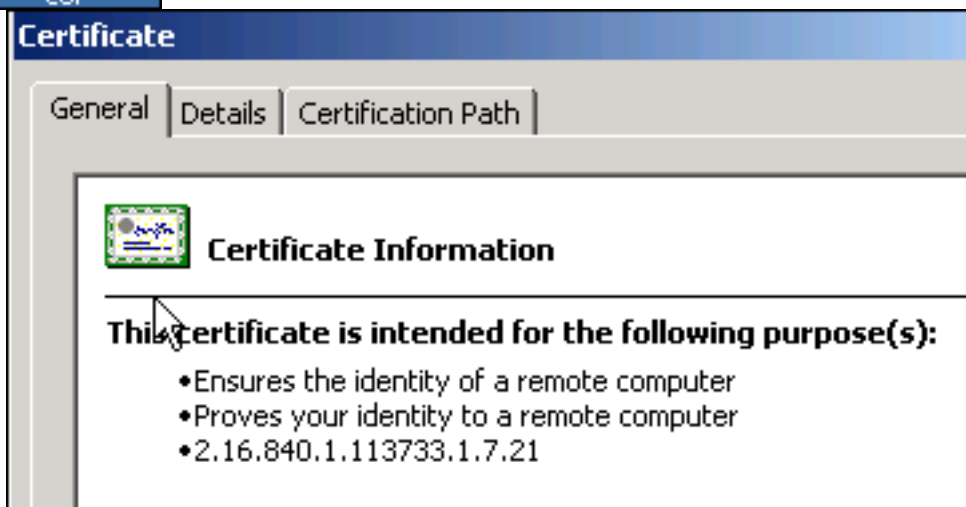 Certificate
General Details Certification Path
Certificate Information
This certificate is intended for the following purpose(s):
•Ensures the identity of a remote computer
•Proves your identity to a remote computer
•2.16.840.1.113733.1.7.21